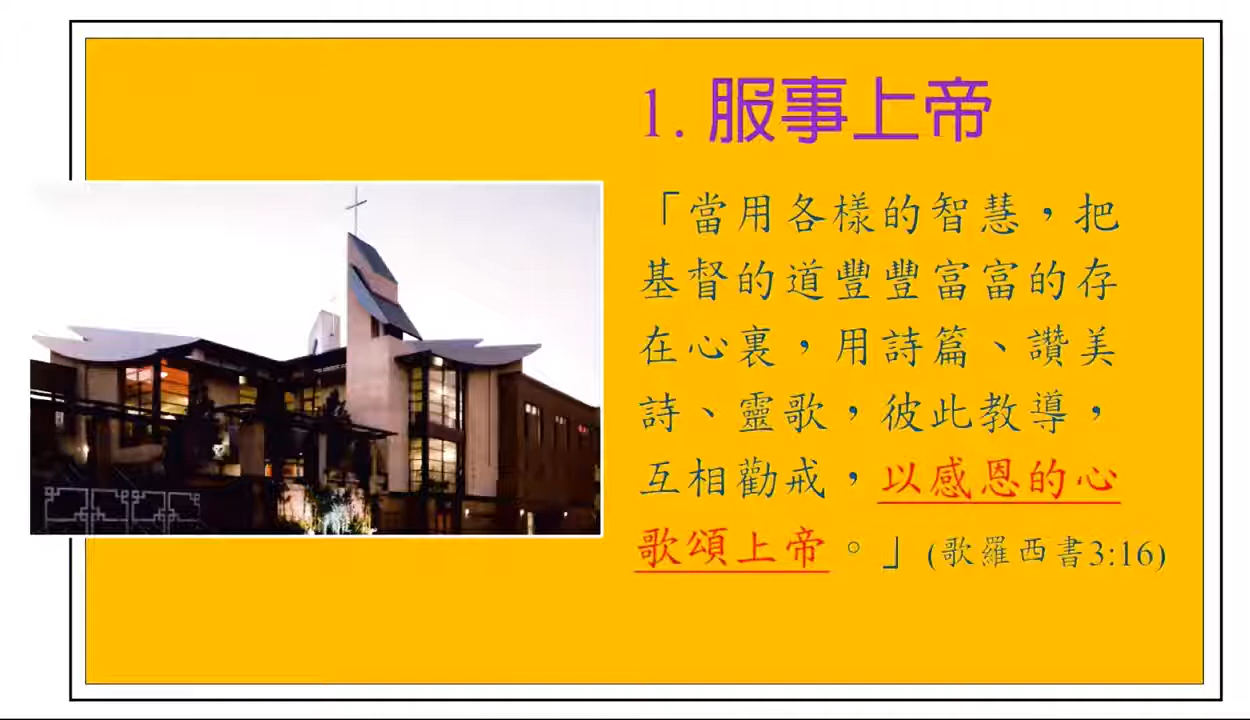 1. 服事上帝
「當用各樣的智慧，把
基督的道豐豐富富的存
在心裏，用詩篇、讚美
詩、靈歌，彼此教導，
互相勸戒，以感恩的心
歌頌上帝。」(歌羅西書3:16)